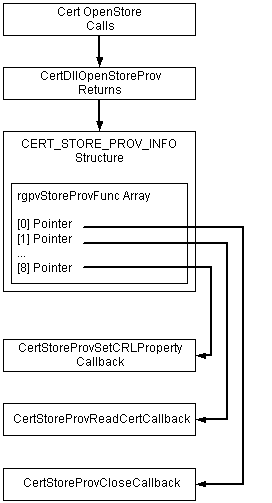 Cert OpenStore
Calls
CertDllOpenStoreProv
Returns
CERT_STORE_PROV_INFO
Structure
rgpvStoreProvFunc Array
[0] Pointer
[1] Pointer
...
[8] Pointer
CertStoreProvSetCRLProperty
Callback
CertStoreProvReadCertCallback
CertStoreProvCloseCallback